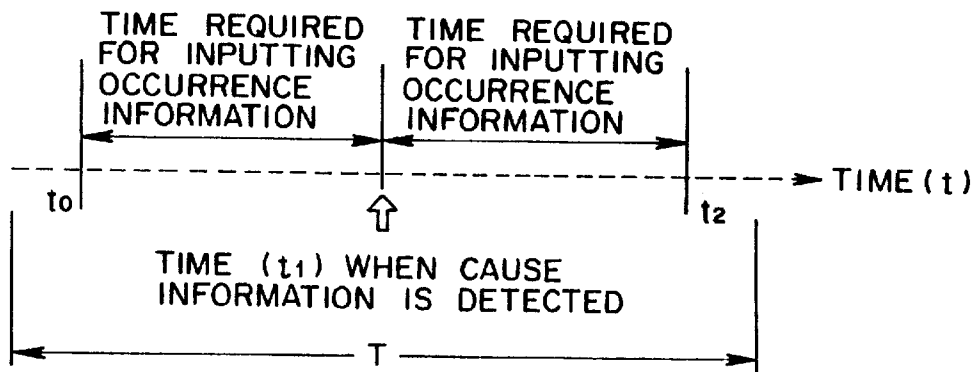 TIME REQUIRED
FOR INPUTTING
OCCURRENCE
INFORMATION
TIME REQUIRED
FOR INPUTTING
OCCURRENCE
INFORMATION
TIME(t)
t0
t2
TIME (t1) WHEN CAUSE
INFORMATION IS DETECTED
T